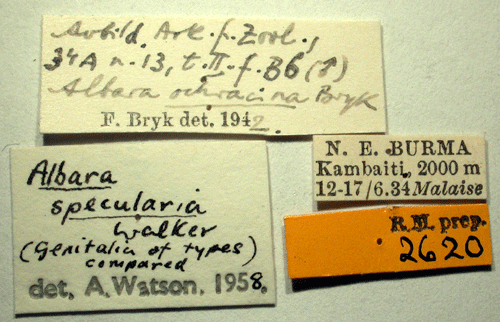 Avbild. Ark. f. Zool.,
34A n. 13, t. II. f. B6 (♂)
Albara ochracina Bryk
F. Bryk det. 1942.
N. E. BURMA
Kambaiti, 2000 m
12-17/6.34 Malaise
R.M. prep.
2620
Albara
specularia
Walker
(Genitalia of types)
compared
det. A. Watson. 1958.